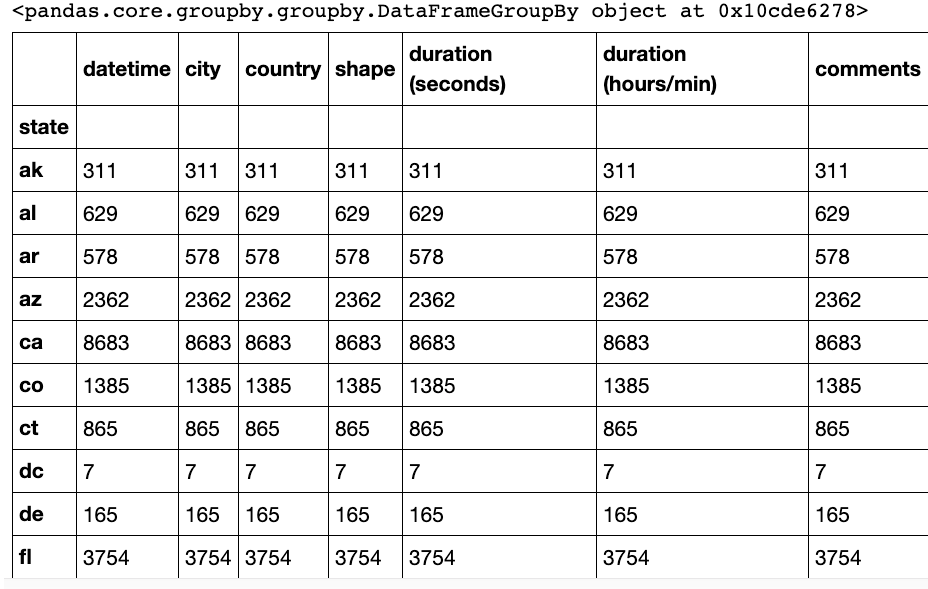 <pandas.core.groupby.groupby.DataFrameGroupBy object at 0x10cde6278>
datetime city country shape duration (seconds) duration (hours/min) comments
state
ak 311 311 311 311 311 311 311
al 629 629 629 629 629 629 629
ar 578 578 578 578 578 578 578
az 2362 2362 2362 2362 2362 2362 2362
ca 8683 8683 8683 8683 8683 8683 8683
co 1385 1385 1385 1385 1385 1385 1385
ct 865 865 865 865 865 865 865
dc 7 7 7 7 7 7 7
de 165 165 165 165 165 165 165
fl 3754 3754 3754 3754 3754 3754 3754